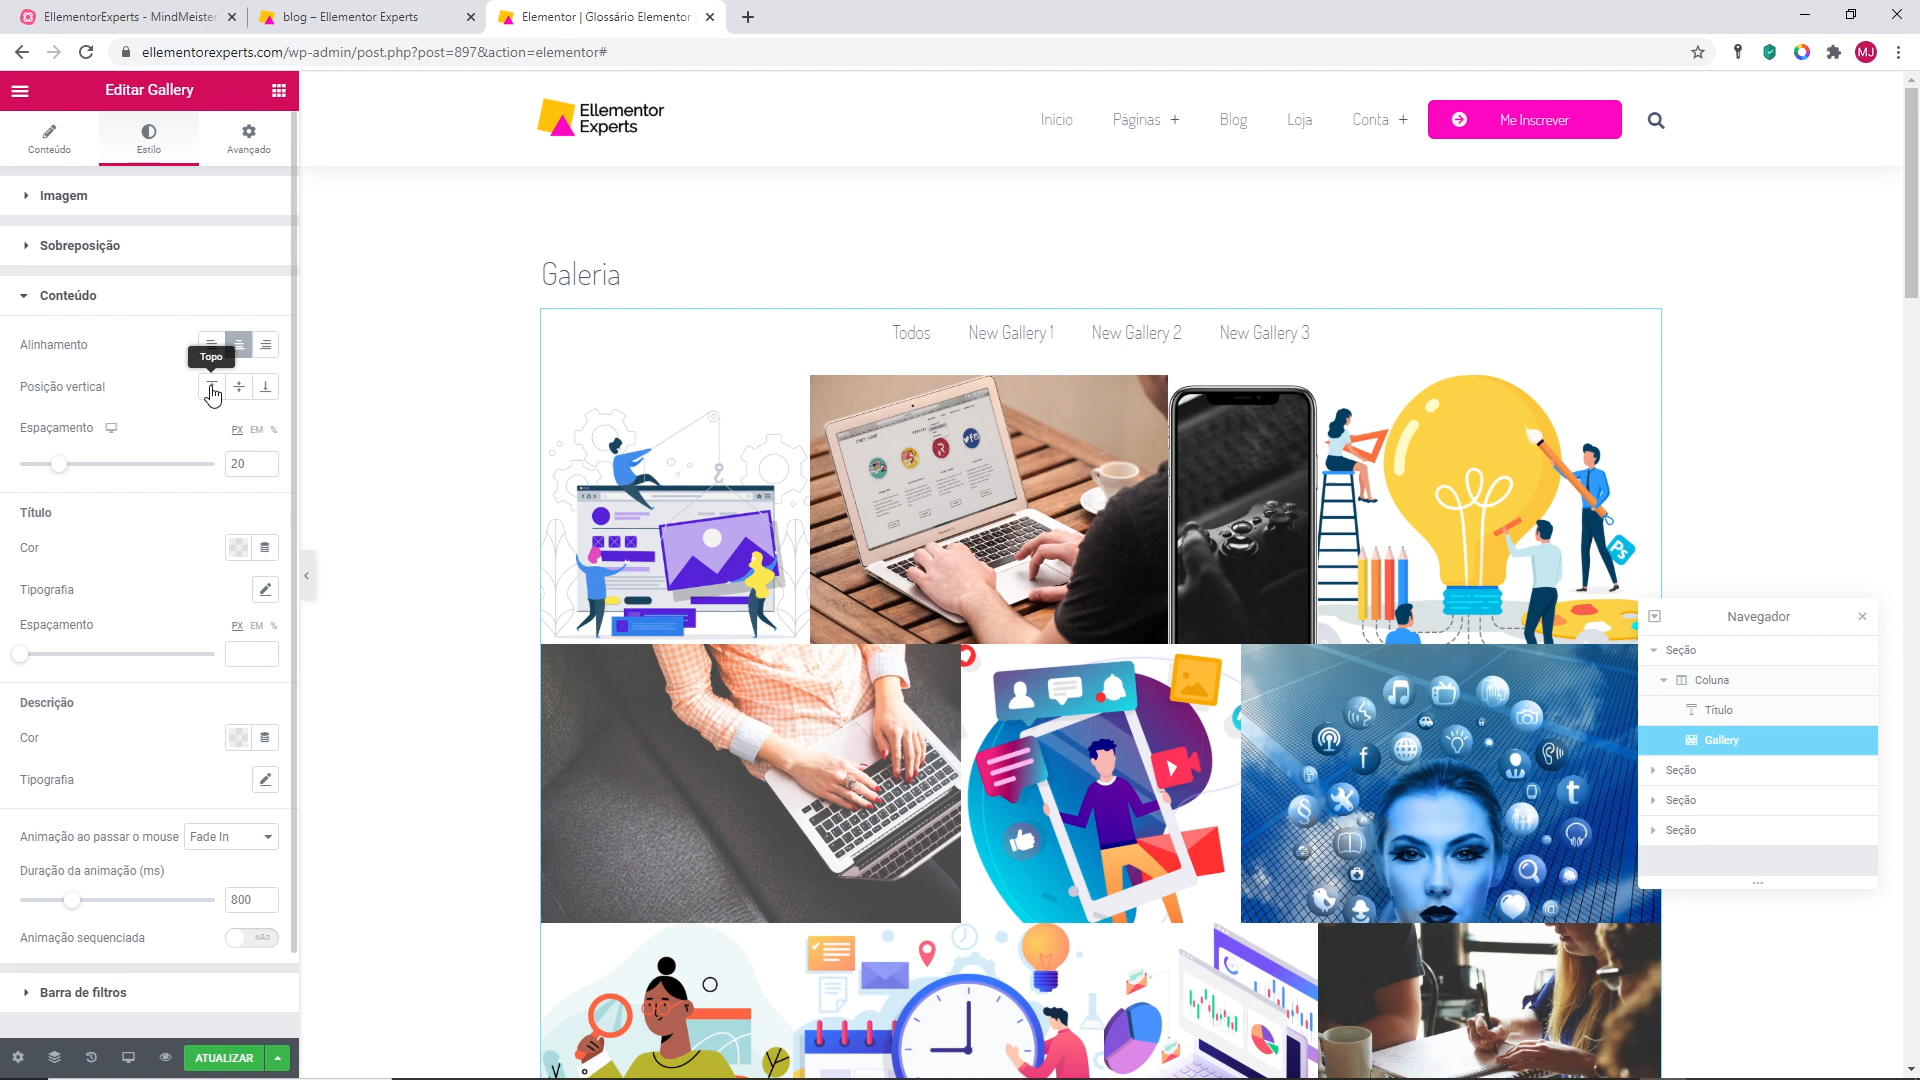 EllementorExperts - MindMeister
blog – Ellementor Experts
Elementor | Glossário Elementor
ellementorexperts.com/wp-admin/post.php?post=897&action=elementor#
MJ
Editar Gallery
Conteúdo
Estilo
Avançado
Imagem
Sobreposição
Conteúdo
Alinhamento
Topo
Posição vertical
Espaçamento
PX EM %
20
Título
Cor
Tipografia
Espaçamento
PX EM %
Descrição
Cor
Tipografia
Animação ao passar o mouse
Fade In
Duração da animação (ms)
800
Animação sequenciada
NÃO
Barra de filtros
ATUALIZAR
Ellementor
Experts
Início
Páginas +
Blog
Loja
Conta +
Me Inscrever
Galeria
Todos
New Gallery 1
New Gallery 2
New Gallery 3
Ps
Navegador
Seção
Coluna
Título
Gallery
Seção
Seção
Seção